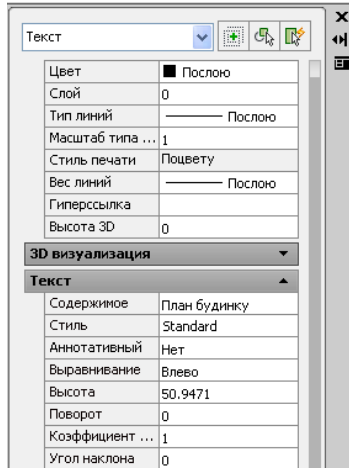 Текст
Цвет Послою
Слой 0
Тип линий Послою
Масштаб типа ... 1
Стиль печати Поцвету
Вес линий Послою
Гиперссылка
Высота 3D 0
3D визуализация
Текст
Содержимое План будинку
Стиль Standard
Аннотативный Нет
Выравнивание Влево
Высота 50.9471
Поворот 0
Коэффициент ... 1
Угол наклона 0